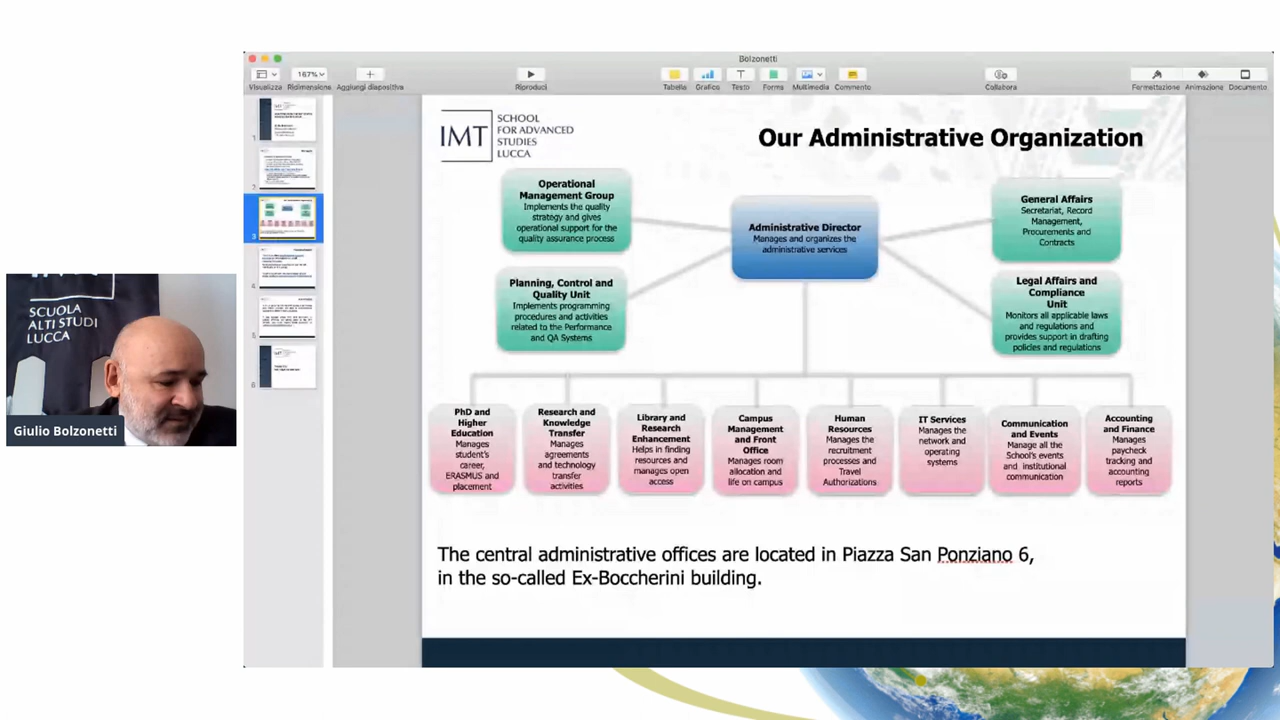 Bolzonetti
167%
Visualizza
Ridimensione
Aggiungi diapositiva
Riproduci
Tabella
Grafico
Testo
Forma
Multimedia
Commento
Collabora
Formattazione
Animazione
Documento
1
2
3
4
5
6
IMT
SCHOOL
FOR ADVANCED
STUDIES
LUCCA
Our Administrative Organization
Operational
Management Group
Implements the quality
strategy and gives
operational support for the
quality assurance process
Administrative Director
Manages and organizes the
administrative services
General Affairs
Secretariat, Record
Management,
Procurements and
Contracts
Planning, Control and
Quality Unit
Implements programming
procedures and activities
related to the Performance
and QA Systems
Legal Affairs and
Compliance
Unit
Monitors all applicable laws
and regulations and
provides support in drafting
policies and regulations
PhD and
Higher
Education
Manages
student's
career,
ERASMUS and
placement
Research and
Knowledge
Transfer
Manages
agreements
and technology
transfer
activities
Library and
Research
Enhancement
Helps in finding
resources and
manages open
access
Campus
Management
and Front
Office
Manages room
allocation and
life on campus
Human
Resources
Manages the
recruitment
processes and
Travel
Authorizations
IT Services
Manages the
network and
operating
systems
Communication
and Events
Manage all the
School's events
and institutional
communication
Accounting
and Finance
Manages
paycheck
tracking and
accounting
reports
The central administrative offices are located in Piazza San Ponziano 6,
in the so-called Ex-Boccherini building.
SCUOLA
ALTI STUDI
LUCCA
Giulio Bolzonetti